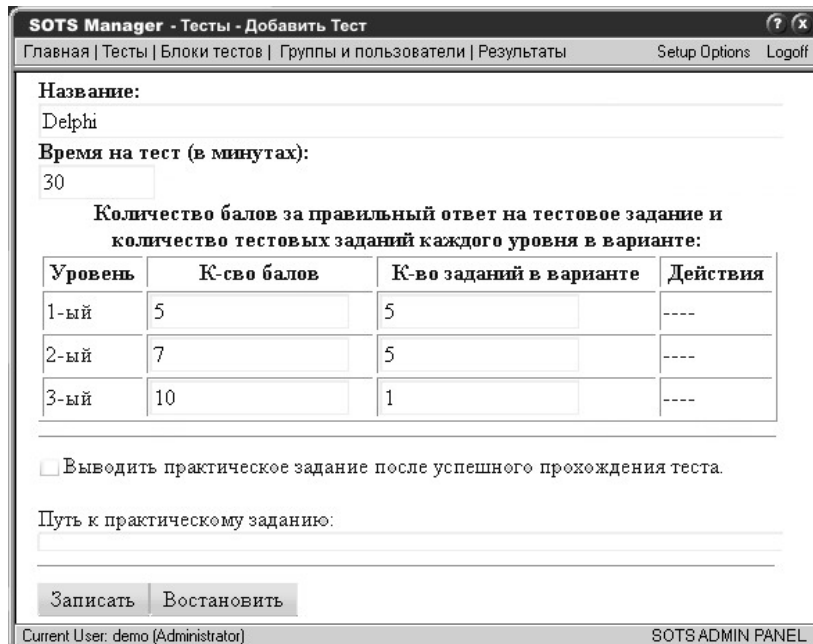 SOTS Manager - Тесты - Добавить Тест ? x
Главная | Тесты | Блоки тестов | Группы и пользователи | Результаты Setup Options Logoff
Название:
Delphi
Время на тест (в минутах):
30
Количество балов за правильный ответ на тестовое задание и
количество тестовых заданий каждого уровня в варианте:
Уровень К-сво балов К-во заданий в варианте Действия
1-ый 5 5 ----
2-ый 7 5 ----
3-ый 10 1 ----
Выводить практическое задание после успешного прохождения теста.
Путь к практическому заданию:
Записать Востановить
Current User: demo (Administrator) SOTS ADMIN PANEL